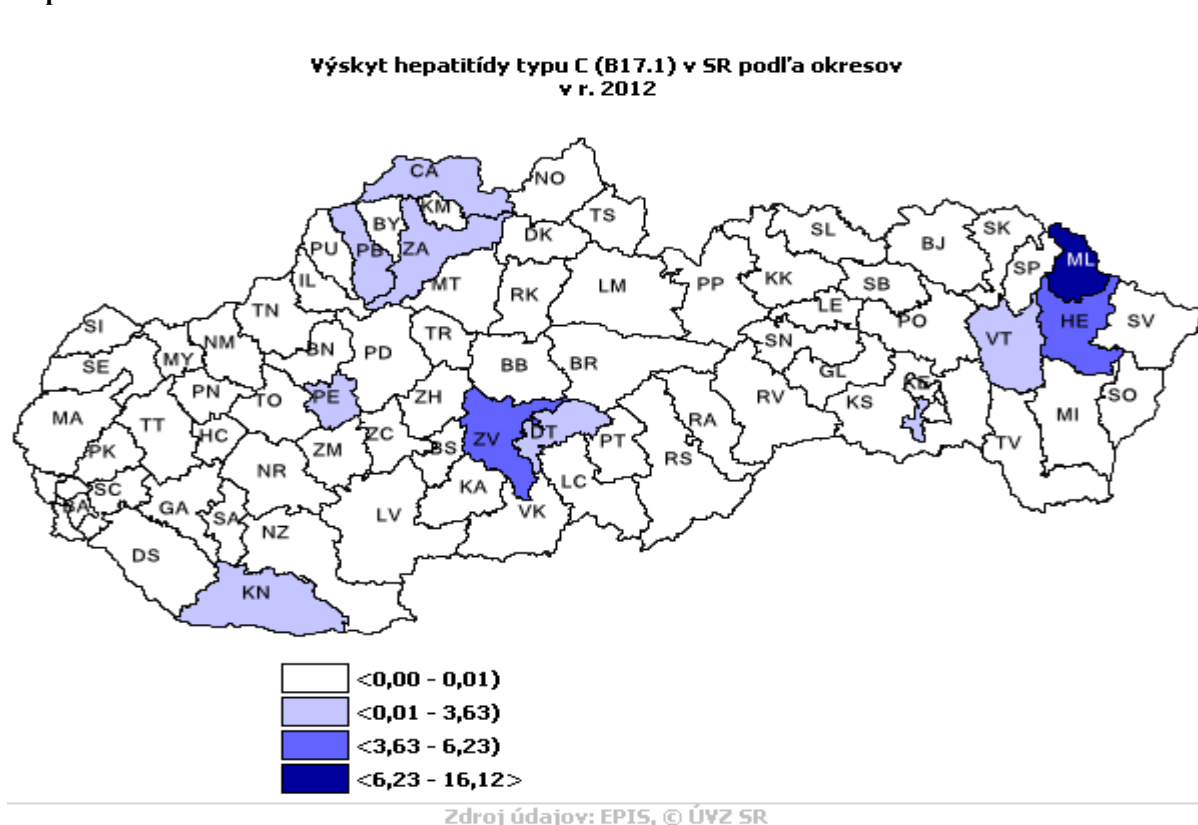 Výskyt hepatitídy typu C (B17.1) v SR podľa okresov
v r. 2012
CA
NO
KM
TS
BY
SL
SK
PU
PB
ZA
DK
BJ
ML
SP
IL
MT
RK
LM
PP
KK
SB
TN
LE
PO
HE
SV
SI
TR
VT
NM
BN
PD
SN
MY
SE
BB
BR
GL
KE
PN
TO
PE
ZH
RV
KS
SO
MA
TT
MI
HC
ZC
ZV
DT
PT
RA
PK
ZM
BS
TV
NR
RS
SC
KA
LC
BA
GA
SA
LV
VK
NZ
DS
KN
<0,00 - 0,01)
<0,01 - 3,63)
<3,63 - 6,23)
<6,23 - 16,12>
Zdroj údajov: EPIS, © ÚVZ SR